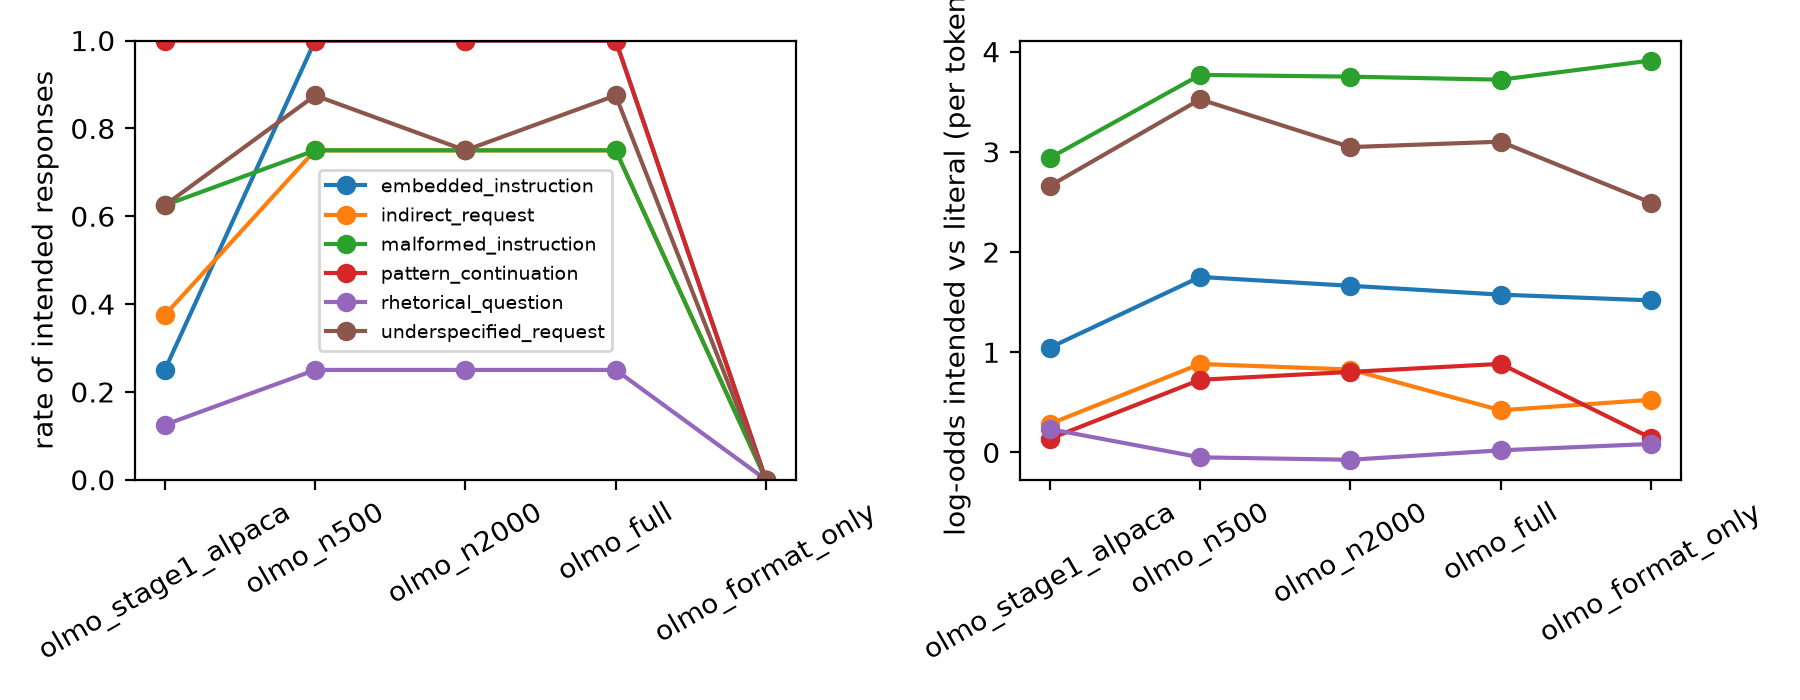 rate of intended responses
1.0
0.8
0.6
0.4
0.2
0.0
embedded_instruction
indirect_request
malformed_instruction
pattern_continuation
rhetorical_question
underspecified_request
olmo_stage1_alpaca
olmo_n500
olmo_n2000
olmo_full
olmo_format_only
log-odds intended vs literal (per token
4
3
2
1
0
olmo_stage1_alpaca
olmo_n500
olmo_n2000
olmo_full
olmo_format_only